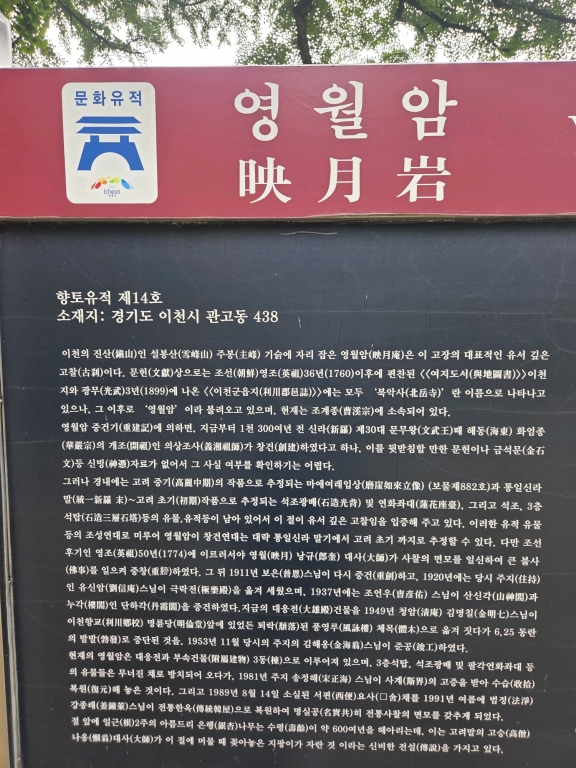 문화유적
Icheon
영월암
映月岩
향토유적 제14호
소재지: 경기도 이천시 관고동 438
이천의 진산(鎭山)인 설봉산(雪峰山) 주봉(主峰) 기슭에 자리 잡은 영월암(映月庵)은 이 고장의 대표적인 유서 깊은
고찰(古刹)이다. 문헌(文獻)상으로는 조선(朝鮮)영조(英祖)36년(1760)이후에 편찬된 <<여지도서(輿地圖書)>>이천
지와 광무(光武)3년(1899)에 나온 <<이천군읍지(利川郡邑誌)>>에는 모두 ‘북악사(北岳寺)’란 이름으로 나타나고
있으나, 그 이후로 ‘영월암’이라 불리오고 있으며, 현재는 조계종(曹溪宗)에 소속되어 있다.
영월암 중건기(重建記)에 의하면, 지금부터 1천 300여년 전 신라(新羅) 제30대 문무왕(文武王)때 해동(海東) 화엄종
(華嚴宗)의 개조(開祖)인 의상조사(義湘祖師)가 창진(創建)하였다고 하나, 이를 뒷받침할 만한 문헌이나 금석문(金石
文)등 신빙(神憑)자료가 없어서 그 사실 여부를 확인하기는 어렵다.
그러나 경내에는 고려 중기(高麗中期)의 작품으로 추정되는 마애여래입상(磨崖如來立像) (보물제882호)과 통일신라
말(統一新羅 末)~고려 초기(初期)작품으로 추정되는 석조광배(石造光背) 및 연화좌대(蓮花座臺), 그리고 석조, 3층
석탑(石造三層石塔)등의 유물,유적등이 남아 있어서 이 절이 유서 깊은 고찰임을 입증해 주고 있다. 이러한 유적 유물
등의 조성연대로 미루어 영월암이 창건연대는 대략 통일신라 말기에서 고려 초기 까지로 추정할 수 있다. 다만 조선
후기인 영조(英祖)50년(1774)에 이르러서야 영월(映月) 낭규(郎奎) 대사(大師)가 사찰의 면모를 일신하여 큰 불사
(佛事)를 일으켜 중창하였다. 그 뒤 1911년 보은(普恩)스님이 다시 중건(重創)하고, 1920년에는 당시 주지(住持)
인 유신암(劉信庵)스님이 극락전(極樂殿)을 옮겨 세웠으며, 1937년에는 조언우(曺彦佑) 스님이 산신각(山神閣)과
누각(樓閣)인 단하각(丹霞閣)을 중건하였다.지금의 대웅전(大雄殿)건물을 1949년 청암(清庵) 김명칠(金明七)스님이
이천향교(利川鄕校) 명륜당(明倫堂)앞에 있었든 퇴락(頹落)된 풍영루(風詠樓) 체목(體木)으로 옮겨 짓다가 6.25 동란
의 발발(勃發)로 중단된 것을, 1953년 11월 당시의 주지의 김해옹(金海翁)스님이 준공(竣工)하였다.
현재의 영월암은 대웅전과 부속건물(附屬建物) 3동(棟)으로 이루어져 있으며, 3층석탑, 석조광배 및 팔각연화좌대 등
의 유물들은 무너진 채로 방치되어 오다가, 1981년 주지 송정해(宋正海) 스님이 사계(斯界)의 고증을 받아 수습(收拾)
복원(復元)해 놓은 것이다. 그리고 1989년 8월 14일 소실된 서편(西便)요사(□舍)채를 1991년 여름에 법정(法淨)
강종래스님이 전통한옥(傳統韓屋)으로 복원하여 명실공(名實共)히 전통사찰의 면모를 갖추게 되었다.
절 앞에 일근(根)2주의 아름드리 은행(銀杏)나무는 수령(壽齡)이 약 600여년을 헤아리는데, 이는 고려말의 고승(高僧)
나옹(懶翁)대사(大師)가 이 절에 머물 때 꽂아놓은 지팡이가 자란 것 이라는 신비한 전설(傳說)을 가지고 있다.